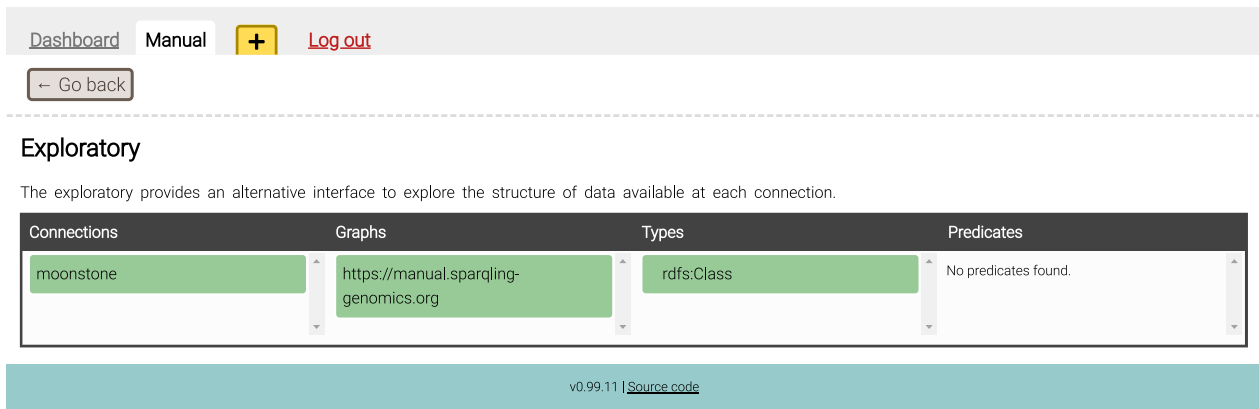 Dashboard Manual + Log out
← Go back
Exploratory
The exploratory provides an alternative interface to explore the structure of data available at each connection.
Connections Graphs Types Predicates
moonstone https://manual.sparqling- rdfs:Class No predicates found.
genomics.org
v0.99.11 | Source code